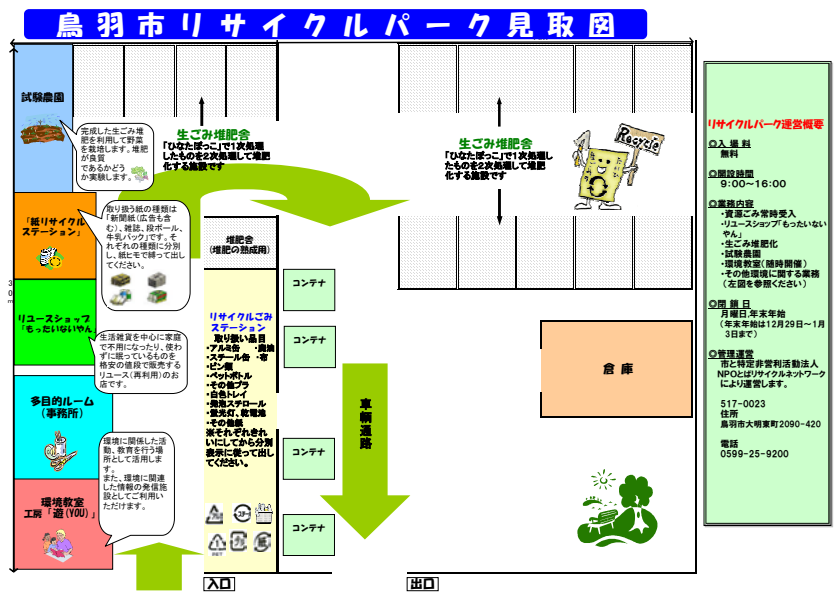 鳥羽市リサイクルパーク見取図
試験農園
完成した生ごみ堆
肥を利用して野菜
を栽培します。堆肥
が良質
であるかどう
か実験します。
生ごみ堆肥舎
「ひなたぼっこ」で1次処理
したものを2次処理して堆肥
化する施設です
生ごみ堆肥舎
「ひなたぼっこ」で1次処理し
たものを2次処理して堆肥
化する施設です
Recycle
「紙リサイクル
ステーション」
取り扱う紙の種類は
「新聞紙(広告も含
む)、雑誌、段ボール、
牛乳パック」です。そ
れぞれの種類に分別
し、紙ヒモで縛って出し
てください。
堆肥舎
(堆肥の熟成用)
30m
リユースショップ
「もったいないやん」
生活雑貨を中心に家庭
で不用になったり、使わ
ずに眠っているものを
格安の値段で販売する
リユース(再利用)のお
店です。
リサイクルごみ
ステーション
取り扱い品目
・アルミ缶 ・廃油
・スチール缶 ・布
・ビン類
・ペットボトル
・その他プラ
・白色トレイ
・発泡スチロール
・蛍光灯、乾電池
・その他紙
※それぞれきれ
いにしてから分別
表示に従って出し
てください。
コンテナ
コンテナ
コンテナ
コンテナ
車輌通路
倉庫
多目的ルーム
(事務所)
環境に関係した活
動、教育を行う場
所として活用しま
す。
また、環境に関連
した情報の発信施
設としてご利用い
ただけます。
環境教室
工房「遊(YOU)」
入口
出口
リサイクルパーク運営概要
◎入場料
無料
◎開設時間
9:00~16:00
◎業務内容
・資源ごみ常時受入
・リユースショップ「もったいない
やん」
・生ごみ堆肥化
・試験農園
・環境教室(随時開催)
・その他環境に関する業務
(左図を参照ください)
◎閉鎖日
月曜日,年末年始
(年末年始は12月29日~1月
3日まで)
◎管理運営
市と特定非営利活動法人
NPOとばリサイクルネットワーク
により運営します。
517-0023
住所
鳥羽市大明東町2090-420
電話
0599-25-9200